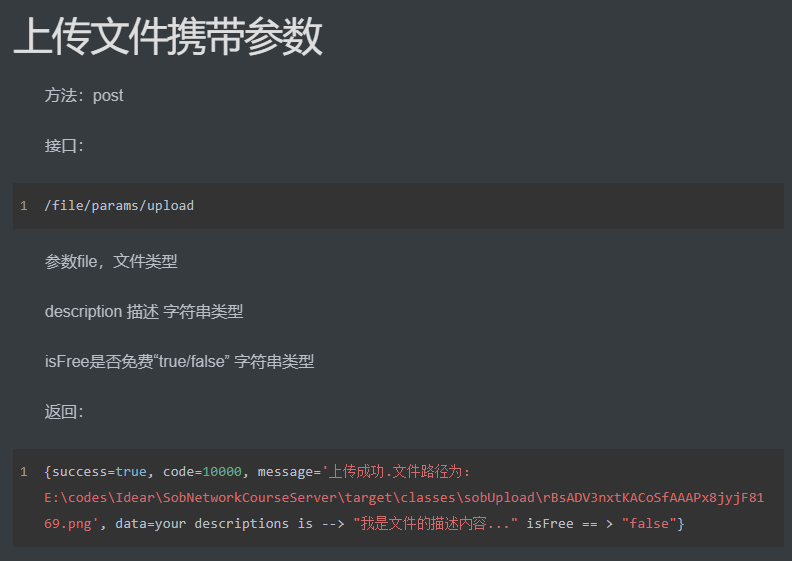 上传文件携带参数
方法：post
接口：
1 /file/params/upload
参数file，文件类型
description 描述 字符串类型
isFree是否免费“true/false” 字符串类型
返回：
1 {success=true, code=10000, message='上传成功.文件路径为：
E:\codes\Idear\SobNetworkCourseServer\target\classes\sobUpload\rBsADV3nxtKACoSfAAAPx8jyjF81
69.png', data=your descriptions is --> "我是文件的描述内容..." isFree == > "false"}